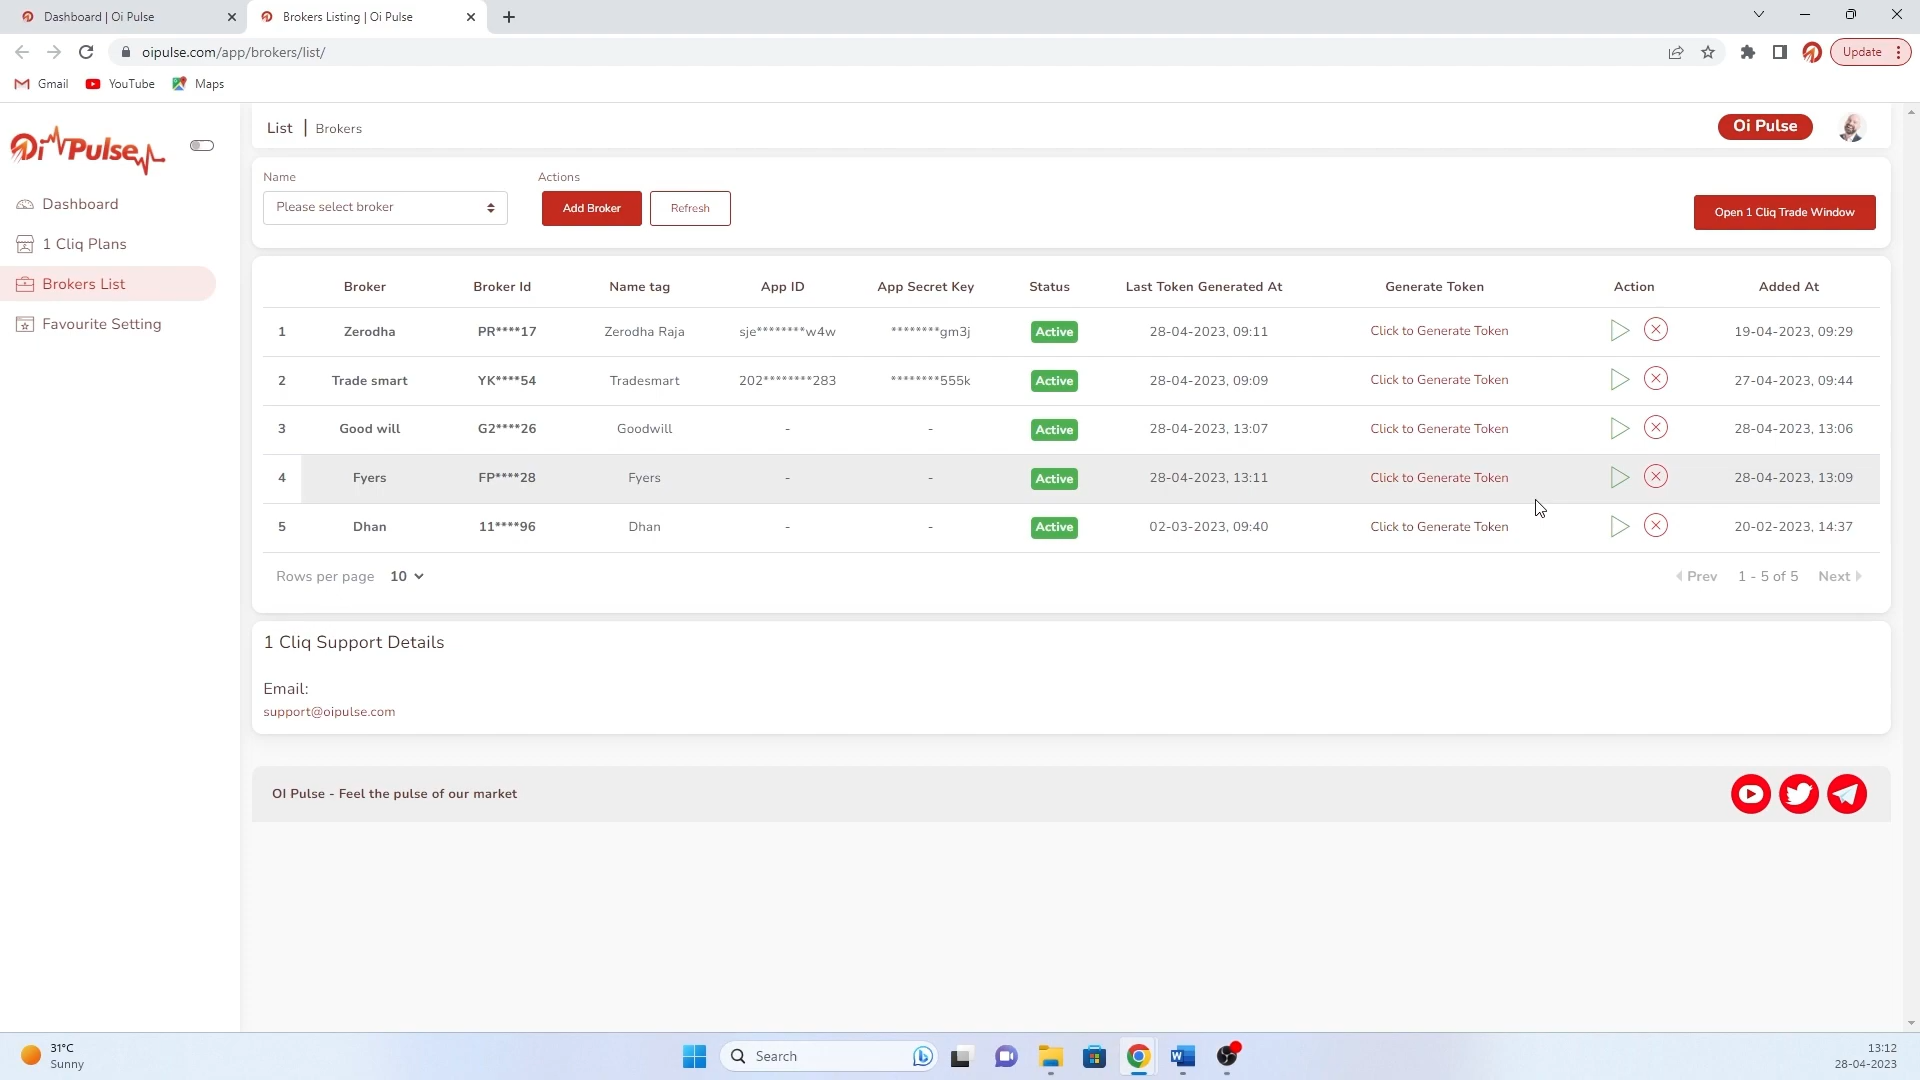 Dashboard | Oi Pulse
Brokers Listing | Oi Pulse
oipulse.com/app/brokers/list/
Update
Gmail YouTube Maps
Oi Pulse
Dashboard
1 Cliq Plans
Brokers List
Favourite Setting
List | Brokers
Oi Pulse
Name Actions
Please select broker Add Broker Refresh Open 1 Cliq Trade Window
Broker Broker Id Name tag App ID App Secret Key Status Last Token Generated At Generate Token Action Added At
1 Zerodha PR****17 Zerodha Raja sje********w4w ********gm3j Active 28-04-2023, 09:11 Click to Generate Token 19-04-2023, 09:29
2 Trade smart YK****54 Tradesmart 202********283 ********555k Active 28-04-2023, 09:09 Click to Generate Token 27-04-2023, 09:44
3 Good will G2****26 Goodwill - - Active 28-04-2023, 13:07 Click to Generate Token 28-04-2023, 13:06
4 Fyers FP****28 Fyers - - Active 28-04-2023, 13:11 Click to Generate Token 28-04-2023, 13:09
5 Dhan 11****96 Dhan - - Active 02-03-2023, 09:40 Click to Generate Token 20-02-2023, 14:37
Rows per page 10 Prev 1 - 5 of 5 Next
1 Cliq Support Details
Email:
support@oipulse.com
OI Pulse - Feel the pulse of our market
31°C
Sunny
Search
13:12
28-04-2023